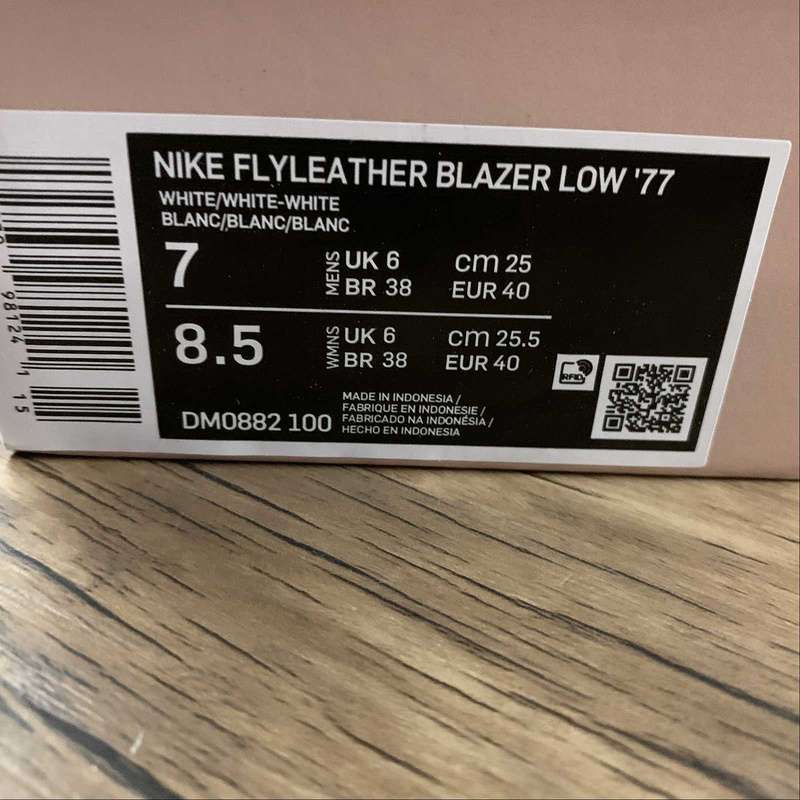 NIKE FLYLEATHER BLAZER LOW '77
WHITE/WHITE-WHITE
BLANC/BLANC/BLANC
7
MENS
UK 6
cm 25
BR 38
EUR 40
8.5
WMNS
UK 6
cm 25.5
BR 38
EUR 40
RFID
DM0882 100
MADE IN INDONESIA /
FABRIQUE EN INDONESIE /
FABRICADO NA INDONÉSIA /
HECHO EN INDONESIA
98124
15